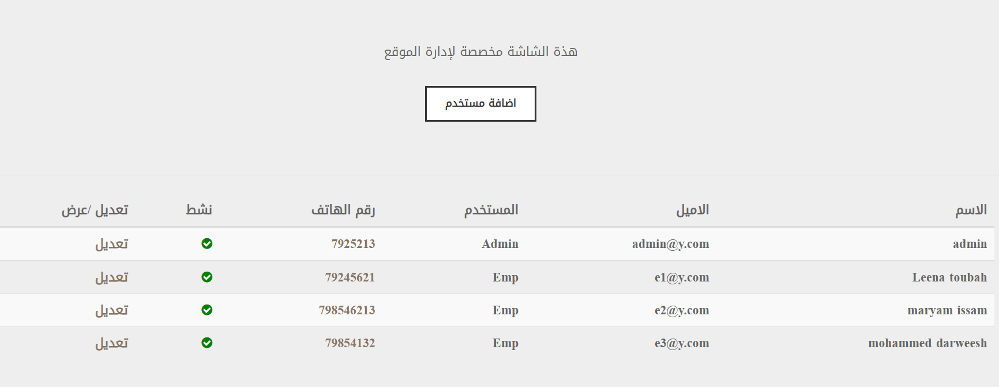 هذة الشاشة مخصصة لإدارة الموقع
اضافة مستخدم
الاسم الاميل المستخدم رقم الهاتف نشط تعديل /عرض
admin admin@y.com Admin 7925213 تعديل
Leena toubah e1@y.com Emp 79245621 تعديل
maryam issam e2@y.com Emp 798546213 تعديل
mohammed darweesh e3@y.com Emp 79854132 تعديل